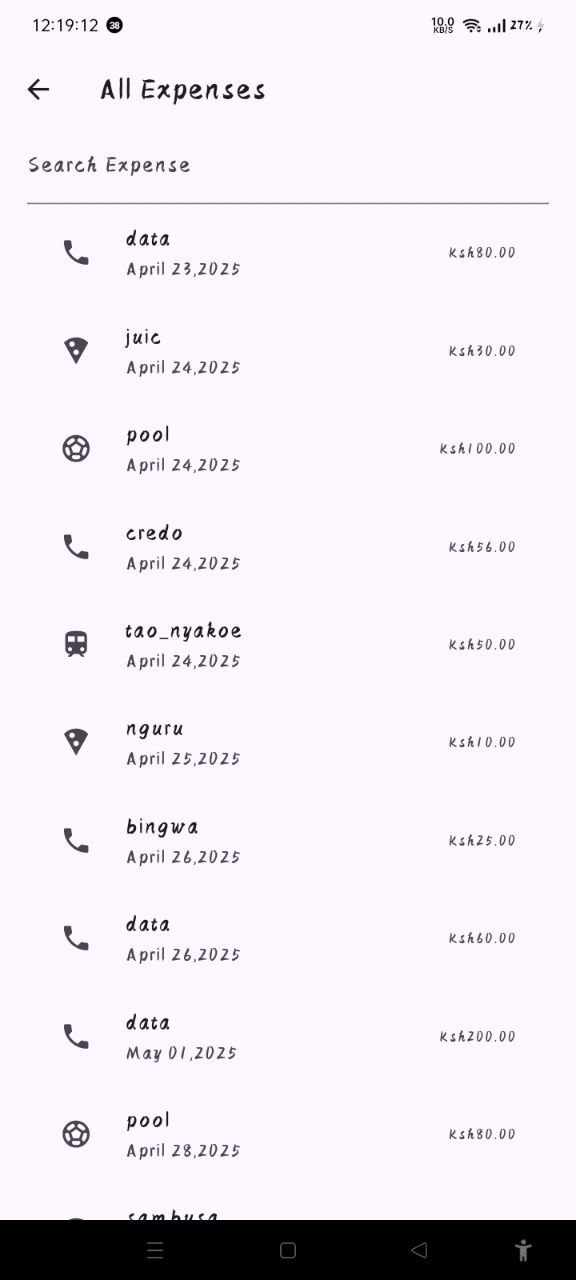 12:19:12 38 10.0 KB/S 27%
All Expenses
Search Expense
data
April 23,2025
Ksh80.00
juic
April 24,2025
Ksh30.00
pool
April 24,2025
Ksh100.00
credo
April 24,2025
Ksh56.00
tao_nyakoe
April 24,2025
Ksh50.00
nguru
April 25,2025
Ksh10.00
bingwa
April 26,2025
Ksh25.00
data
April 26,2025
Ksh60.00
data
May 01,2025
Ksh200.00
pool
April 28,2025
Ksh80.00
sambusa